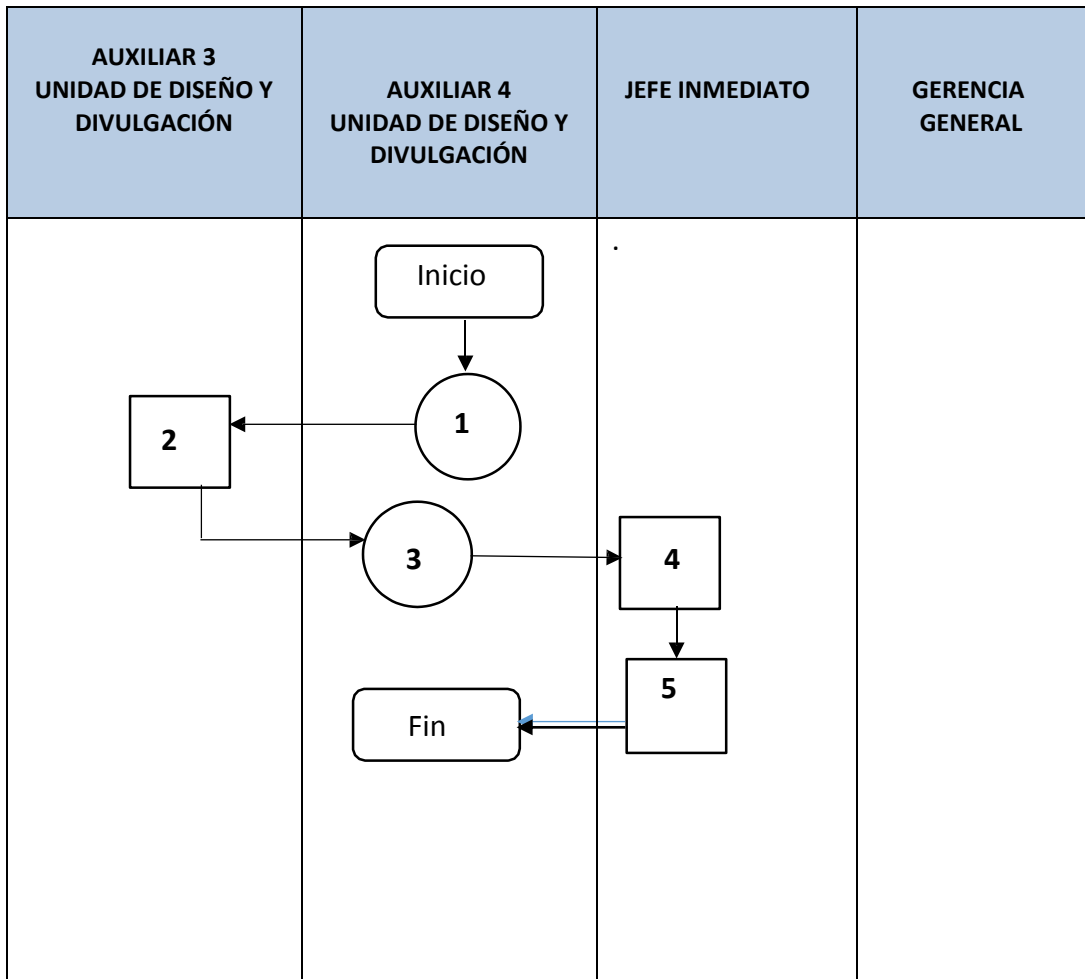 AUXILIAR 3
UNIDAD DE DISEÑO Y
DIVULGACIÓN
AUXILIAR 4
UNIDAD DE DISEÑO Y
DIVULGACIÓN
JEFE INMEDIATO
GERENCIA
GENERAL
.
Inicio
1
2
3
4
5
Fin